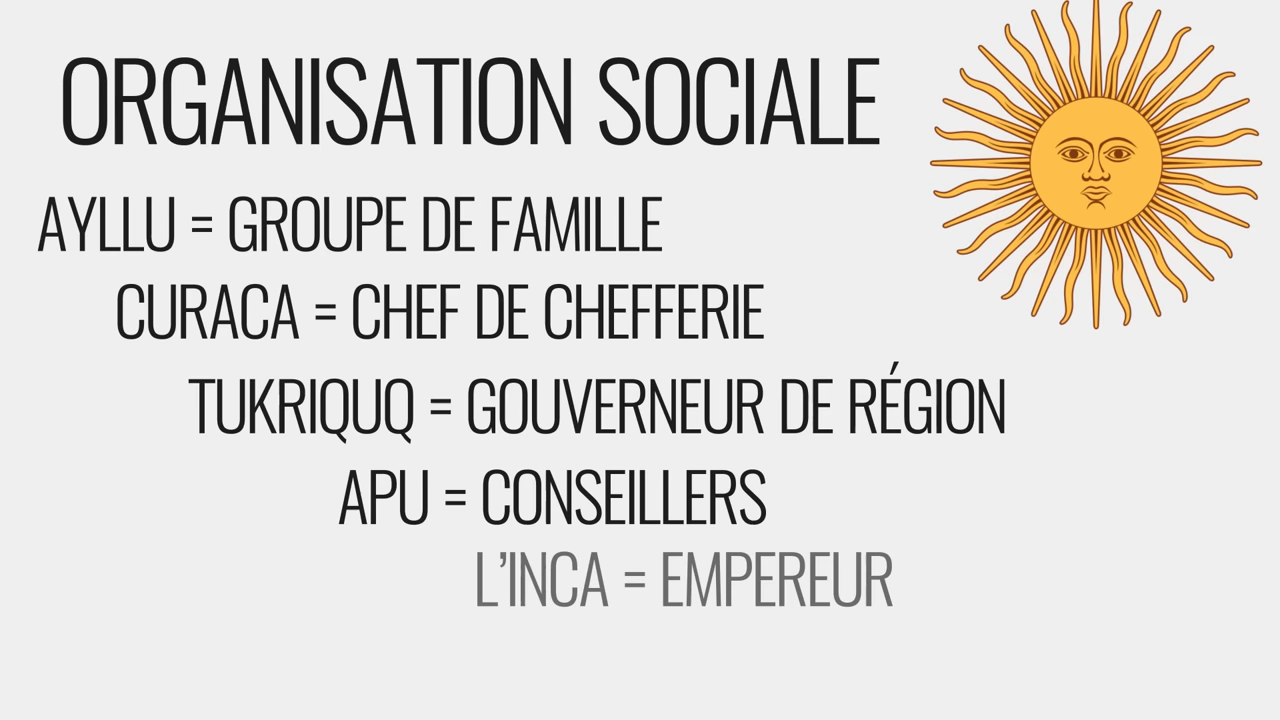 ORGANISATION SOCIALE
AYLLU = GROUPE DE FAMILLE
CURACA = CHEF DE CHEFFERIE
TUKRIQUQ = GOUVERNEUR DE RÉGION
APU = CONSEILLERS
L’INCA = EMPEREUR